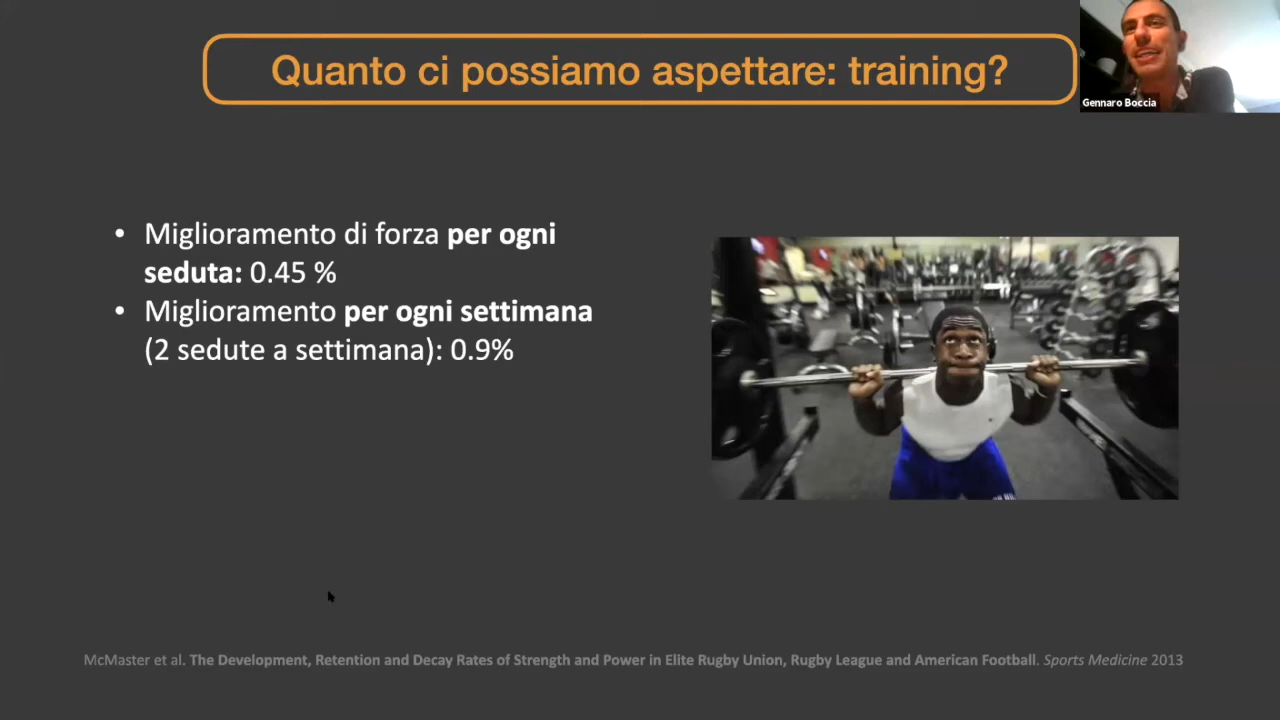 Quanto ci possiamo aspettare: training?
Gennaro Boccia
• Miglioramento di forza per ogni
seduta: 0.45 %
• Miglioramento per ogni settimana
(2 sedute a settimana): 0.9%
McMaster et al. The Development, Retention and Decay Rates of Strength and Power in Elite Rugby Union, Rugby League and American Football. Sports Medicine 2013